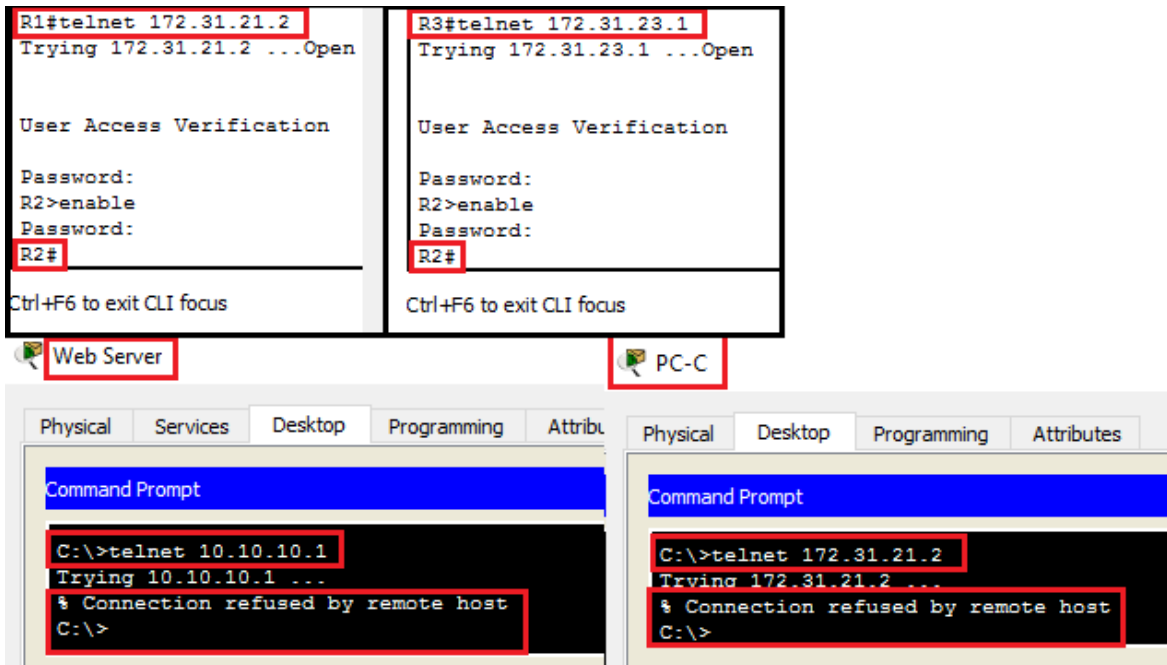 R1#telnet 172.31.21.2
Trying 172.31.21.2 ...Open
User Access Verification
Password:
R2>enable
Password:
R2#
Ctrl+F6 to exit CLI focus
R3#telnet 172.31.23.1
Trying 172.31.23.1 ...Open
User Access Verification
Password:
R2>enable
Password:
R2#
Ctrl+F6 to exit CLI focus
Web Server
Physical Services Desktop Programming Attribu
Command Prompt
C:\>telnet 10.10.10.1
Trying 10.10.10.1 ...
% Connection refused by remote host
C:\>
PC-C
Physical Desktop Programming Attributes
Command Prompt
C:\>telnet 172.31.21.2
Trying 172.31.21.2 ...
% Connection refused by remote host
C:\>